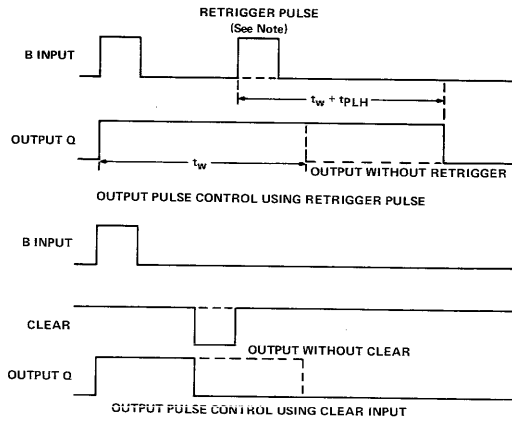 RETRIGGER PULSE
(See Note)
B INPUT
tw + tPLH
OUTPUT Q
tw
OUTPUT WITHOUT RETRIGGER
OUTPUT PULSE CONTROL USING RETRIGGER PULSE
B INPUT
CLEAR
OUTPUT WITHOUT CLEAR
OUTPUT Q
OUTPUT PULSE CONTROL USING CLEAR INPUT